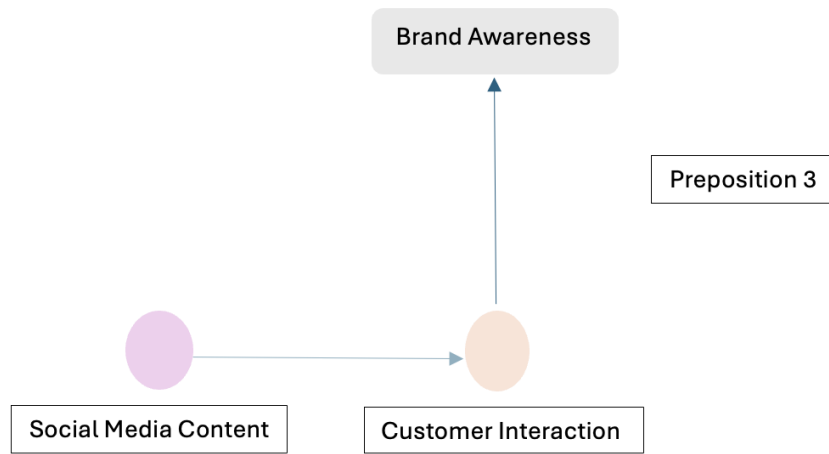 Brand Awareness
Preposition 3
Social Media Content
Customer Interaction